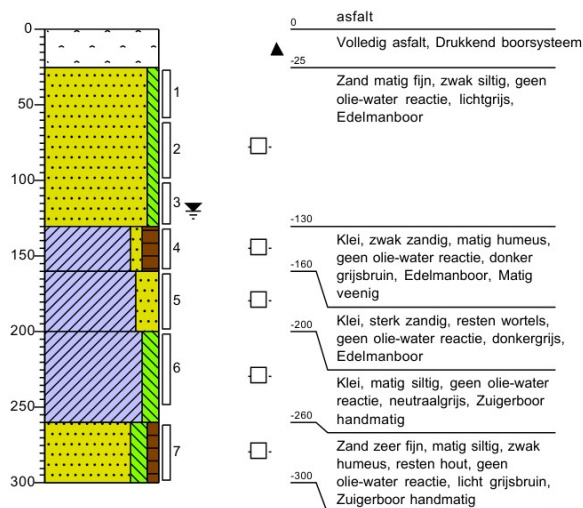 0
50
100
150
200
250
300
1
2
3
4
5
6
7
0
asfalt
Volledig asfalt, Drukkend boorsysteem
-25
Zand matig fijn, zwak siltig, geen
olie-water reactie, lichtgrijs,
Edelmanboor
-130
Klei, zwak zandig, matig humeus,
geen olie-water reactie, donker
grijsbruin, Edelmanboor, Matig
veenig
-160
Klei, sterk zandig, resten wortels,
geen olie-water reactie, donkergrijs,
Edelmanboor
-200
Klei, matig siltig, geen olie-water
reactie, neutraalgrijs, Zuigerboor
handmatig
-260
Zand zeer fijn, matig siltig, zwak
humeus, resten hout, geen
olie-water reactie, licht grijsbruin,
Zuigerboor handmatig
-300